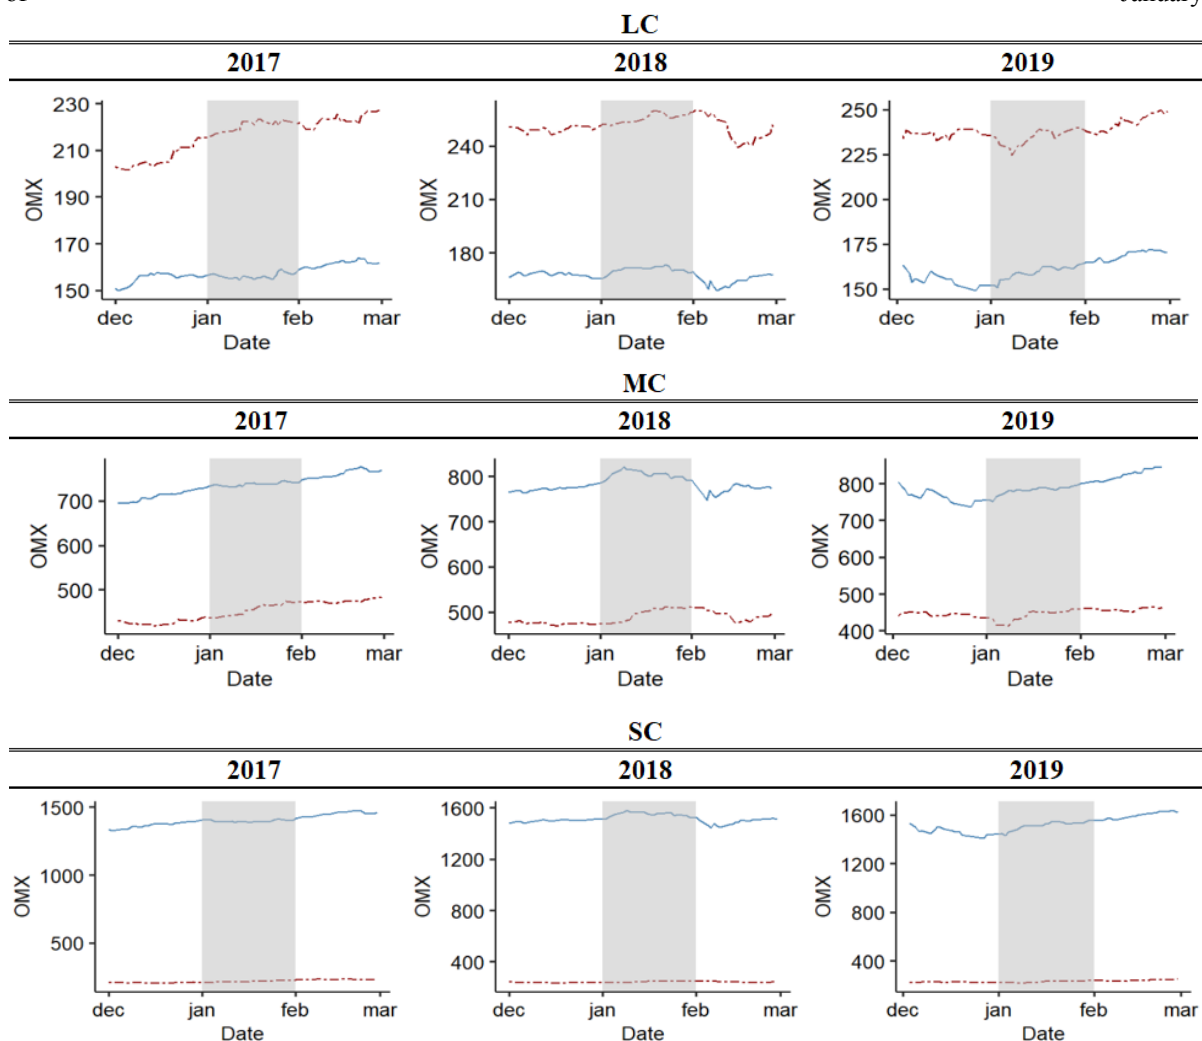 January
LC
2017 2018 2019
230
210
190
170
150
OMX
dec jan feb mar
Date
240
210
180
OMX
dec jan feb mar
Date
250
225
200
175
150
OMX
dec jan feb mar
Date
MC
2017 2018 2019
700
600
500
OMX
dec jan feb mar
Date
800
700
600
500
OMX
dec jan feb mar
Date
800
700
600
500
400
OMX
dec jan feb mar
Date
SC
2017 2018 2019
1500
1000
500
OMX
dec jan feb mar
Date
1600
1200
800
400
OMX
dec jan feb mar
Date
1600
1200
800
400
OMX
dec jan feb mar
Date